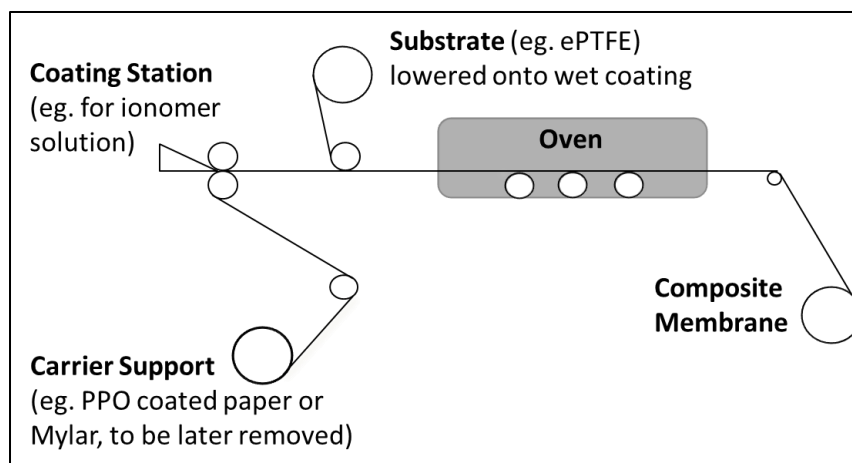 Coating Station
(eg. for ionomer
solution)
Substrate (eg. ePTFE)
lowered onto wet coating
Oven
Composite
Membrane
Carrier Support
(eg. PPO coated paper or
Mylar, to be later removed)